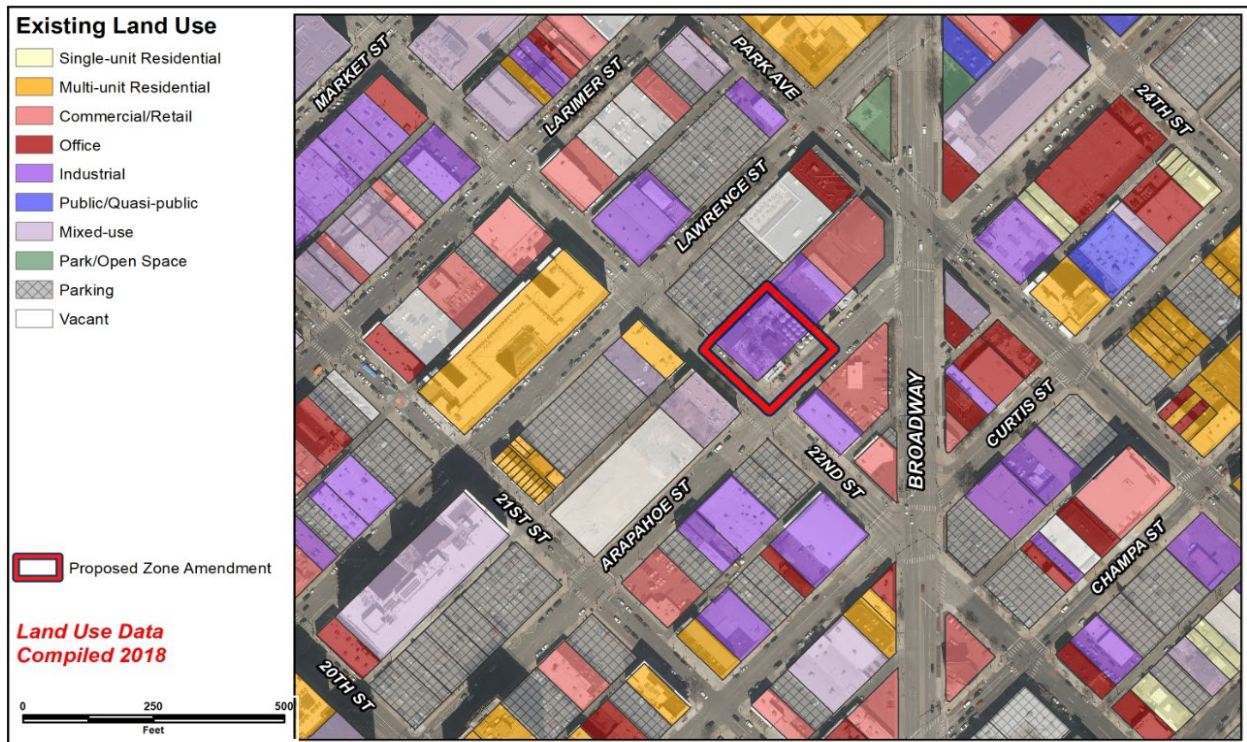 Existing Land Use
Single-unit Residential
Multi-unit Residential
Commercial/Retail
Office
Industrial
Public/Quasi-public
Mixed-use
Park/Open Space
Parking
Vacant
Proposed Zone Amendment
Land Use Data
Compiled 2018
0 250 500
Feet
MARKET ST
LARIMER ST
PARK AVE
24TH ST
LAWRENCE ST
BROADWAY
CURTIS ST
22ND ST
21ST ST
ARAPAHOE ST
CHAMPA ST
20TH ST